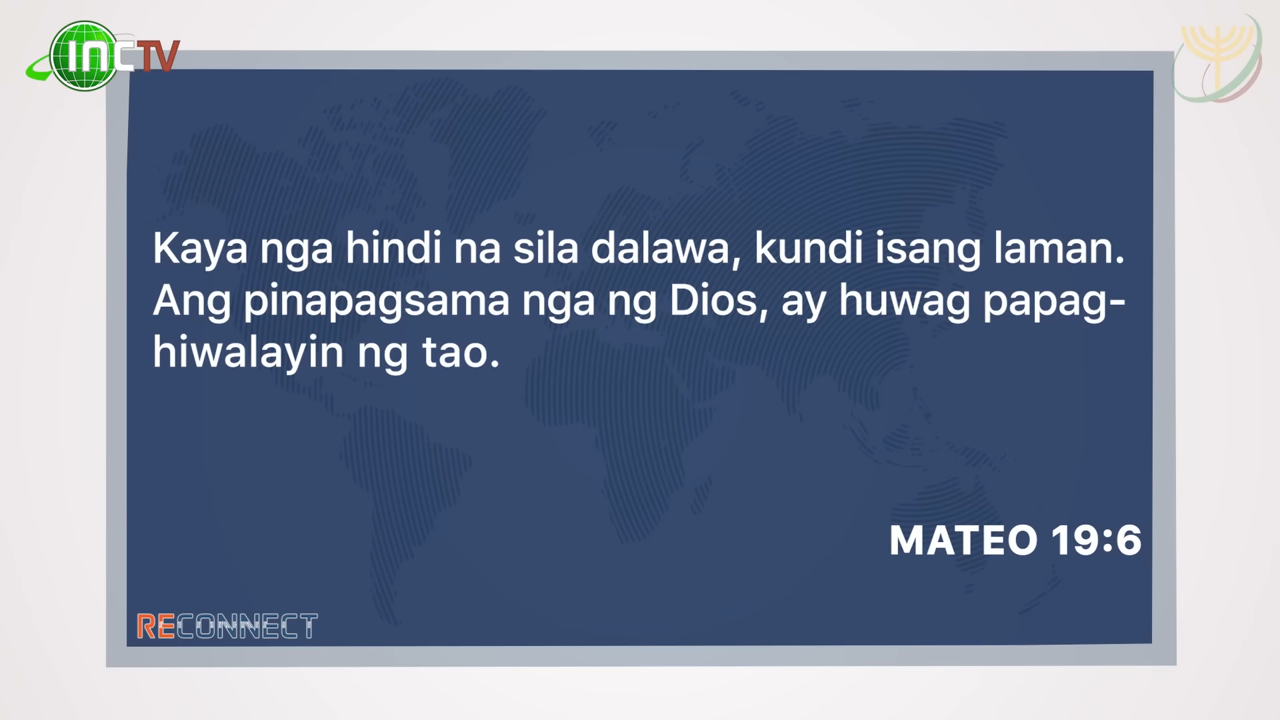 INCTV
Kaya nga hindi na sila dalawa, kundi isang laman.
Ang pinapagsama nga ng Dios, ay huwag papag-
hiwalayin ng tao.
MATEO 19:6
RECONNECT